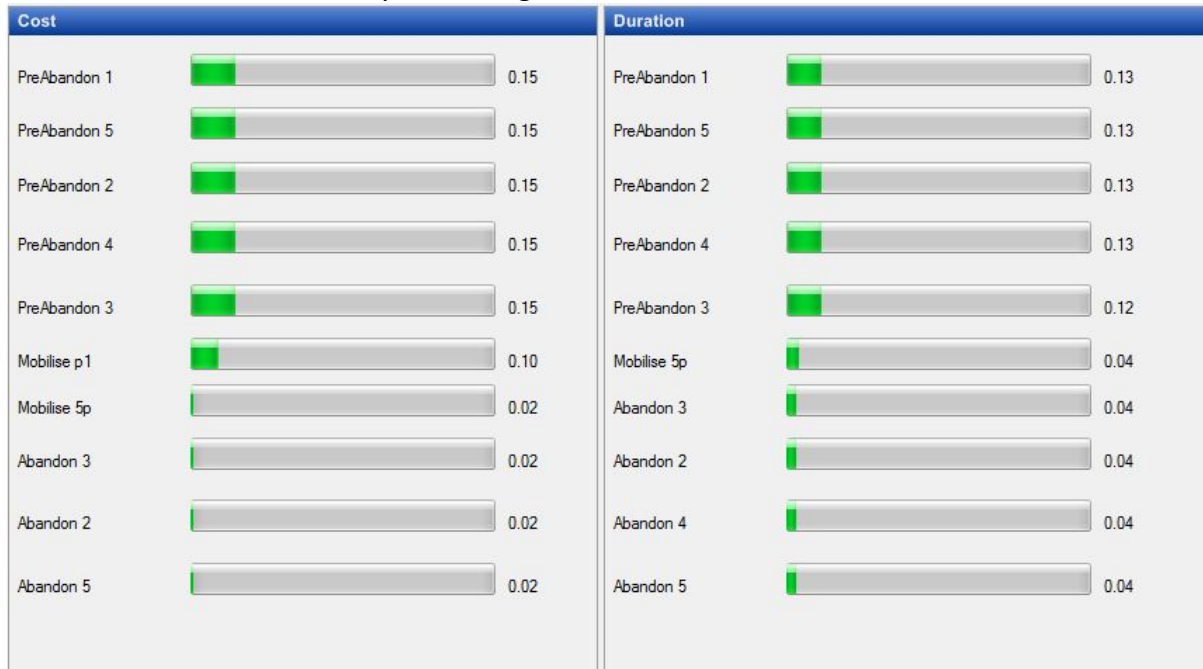 Cost
PreAbandon 1 0.15
PreAbandon 5 0.15
PreAbandon 2 0.15
PreAbandon 4 0.15
PreAbandon 3 0.15
Mobilise p1 0.10
Mobilise 5p 0.02
Abandon 3 0.02
Abandon 2 0.02
Abandon 5 0.02
Duration
PreAbandon 1 0.13
PreAbandon 5 0.13
PreAbandon 2 0.13
PreAbandon 4 0.13
PreAbandon 3 0.12
Mobilise 5p 0.04
Abandon 3 0.04
Abandon 2 0.04
Abandon 4 0.04
Abandon 5 0.04